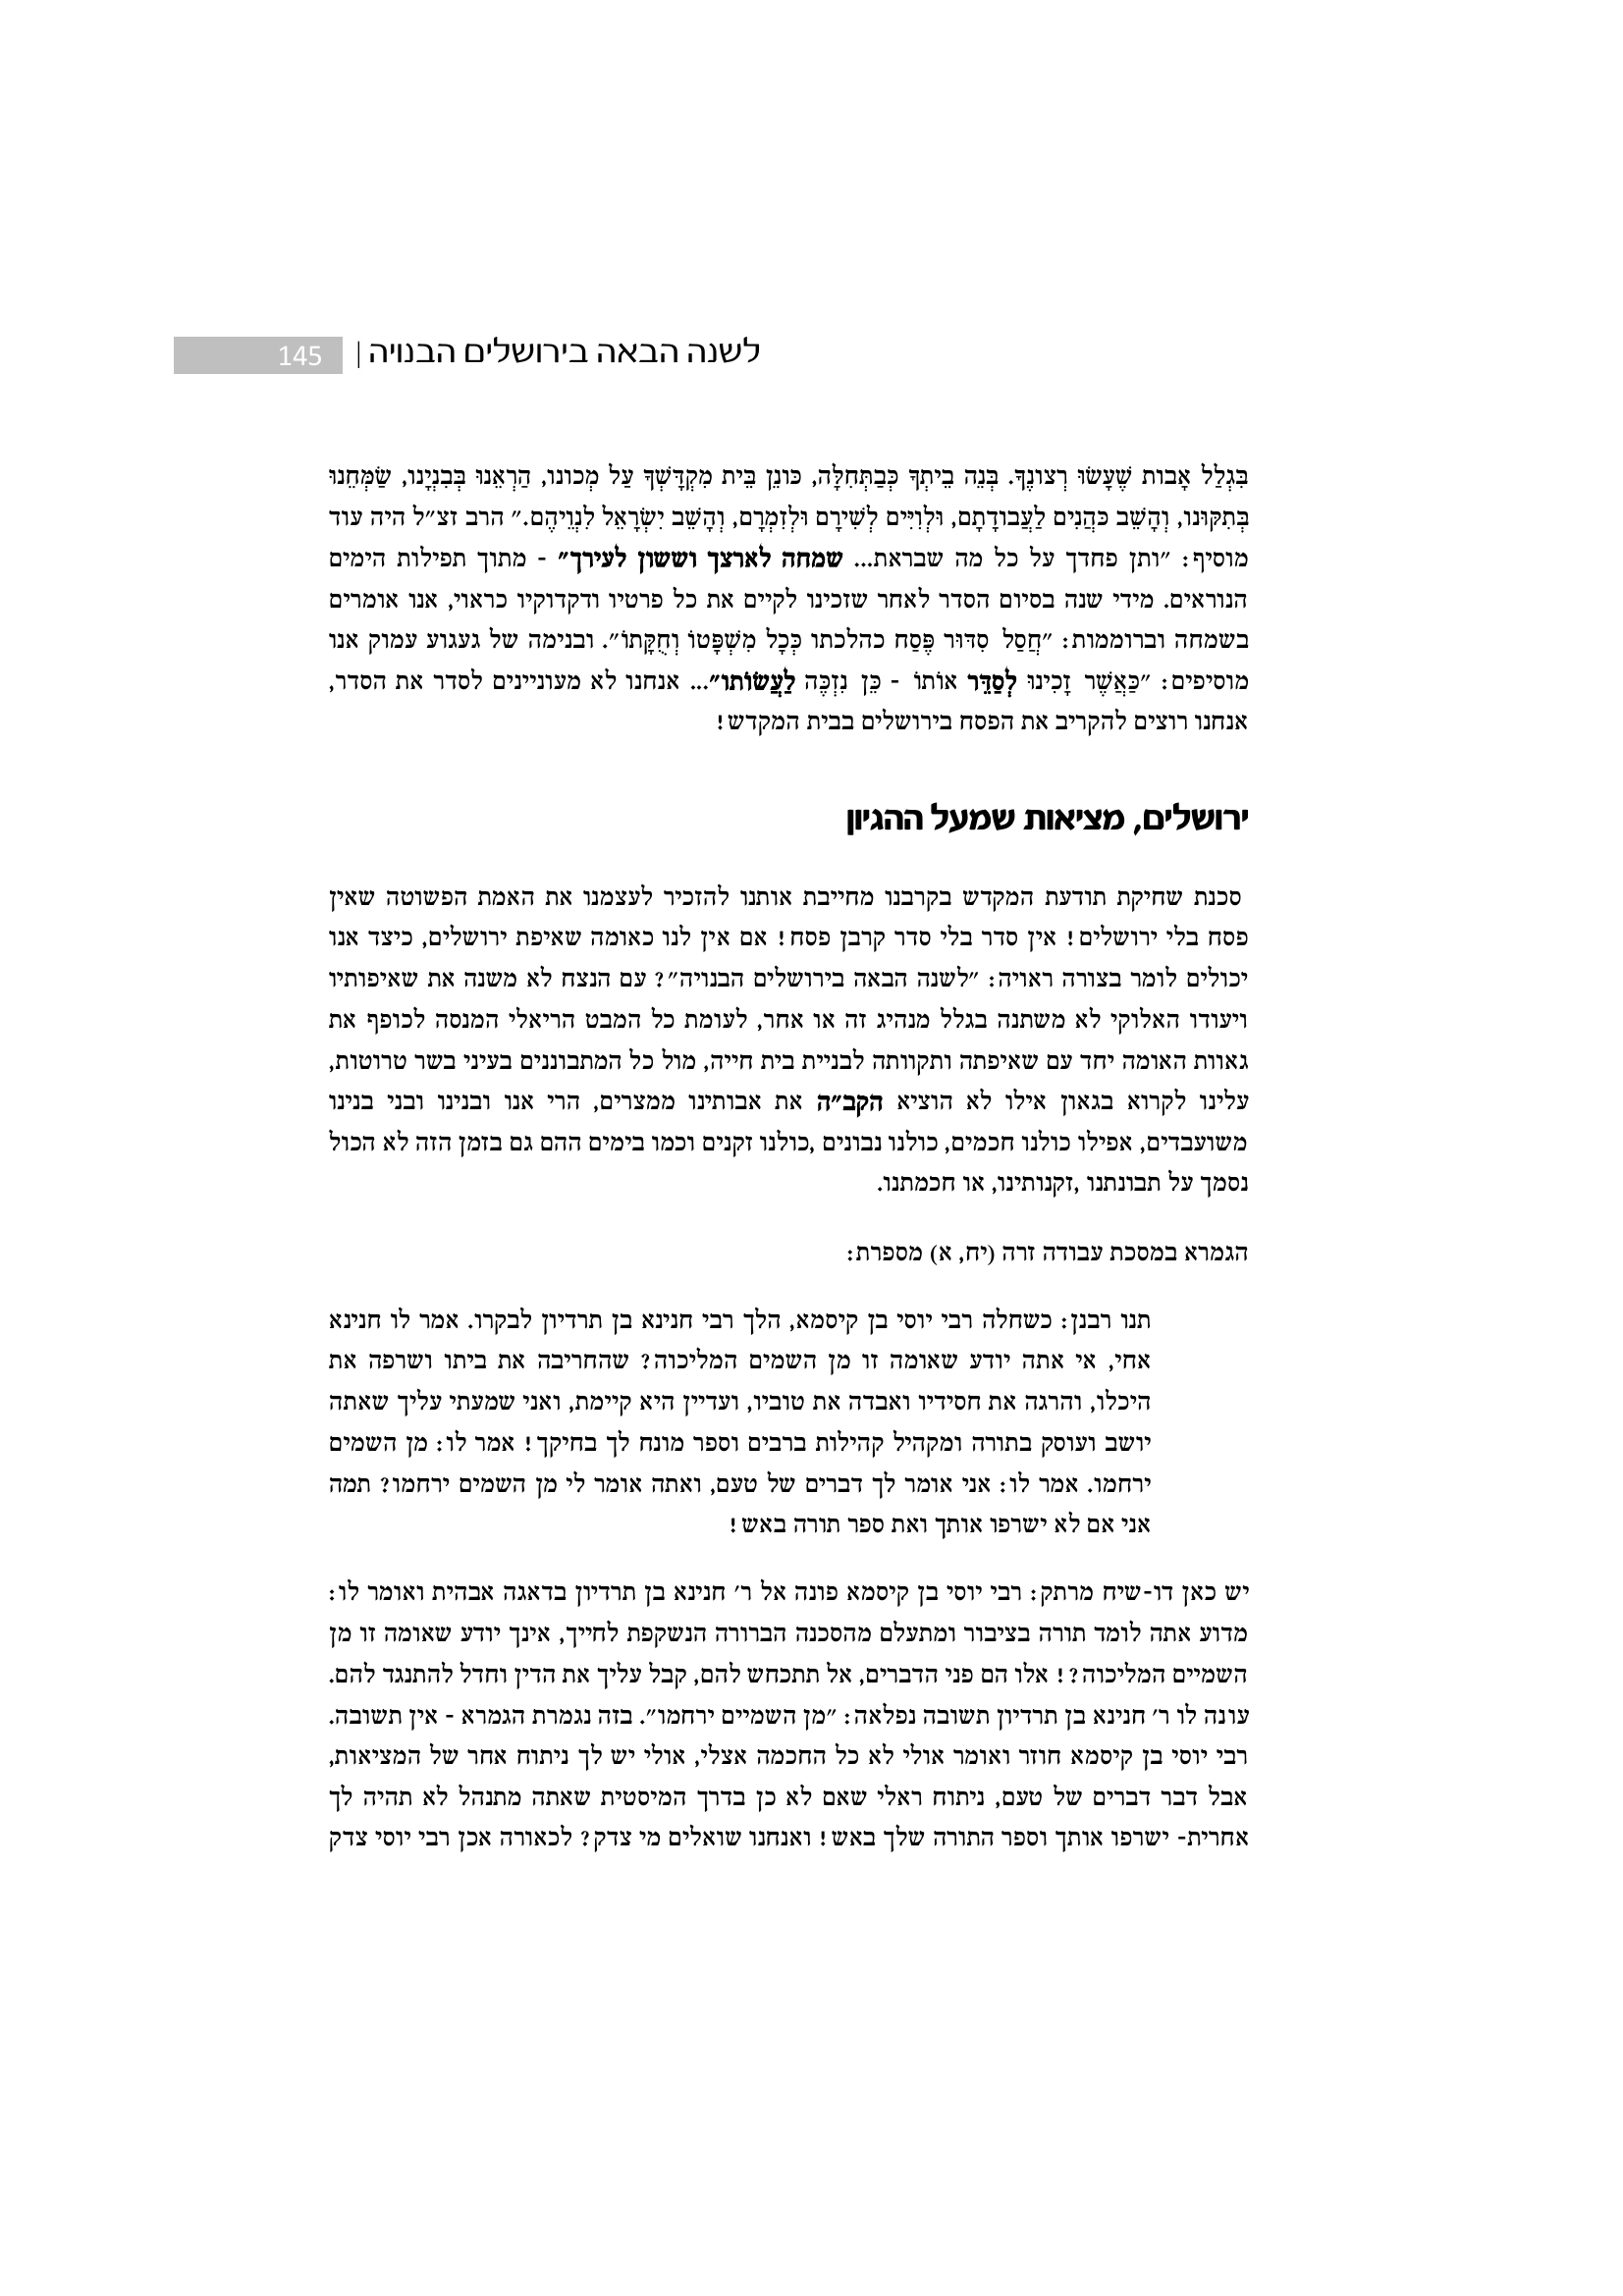 לשנה הבאה בירושלים הבנויה | 145
בִּגְלַל אָבות שֶׁעָשׂוּ רְצונֶךָ. בְּנֵה בֵיתְךָ כְּבַתְּחִלָּה, כּונֵן בֵּית מִקְדָּשְׁךָ עַל מְכונו, הַרְאֵנוּ בְּבִנְיָנו, שַׂמְּחֵנוּ
בְּתִקּוּנו, וְהָשֵׁב כּהֲנִים לַעֲבודָתָם, וּלְוִיִּים לְשִׁירָם וּלְזִמְרָם, וְהָשֵׁב יִשְׂרָאֵל לִנְוֵיהֶם.״ הרב זצ״ל היה עוד
מוסיף: ״ותן פחדך על כל מה שבראת... שמחה לארצך וששון לעירך״ - מתוך תפילות הימים
הנוראים. מידי שנה בסיום הסדר לאחר שזכינו לקיים את כל פרטיו ודקדוקיו כראוי, אנו אומרים
בשמחה וברוממות: ״חֲסַל סִדּוּר פֶּסַח כהלכתו כְּכָל מִשְׁפָּטוֹ וְחֻקָּתוֹ״. ובנימה של געגוע עמוק אנו
מוסיפים: ״כַּאֲשֶׁר זָכִינוּ לְסַדֵּר אוֹתוֹ - כֵּן נִזְכֶּה לַעֲשׂוֹתו״... אנחנו לא מעוניינים לסדר את הסדר,
אנחנו רוצים להקריב את הפסח בירושלים בבית המקדש!
ירושלים, מציאות שמעל ההגיון
סכנת שחיקת תודעת המקדש בקרבנו מחייבת אותנו להזכיר לעצמנו את האמת הפשוטה שאין
פסח בלי ירושלים! אין סדר בלי סדר קרבן פסח! אם אין לנו כאומה שאיפת ירושלים, כיצד אנו
יכולים לומר בצורה ראויה: ״לשנה הבאה בירושלים הבנויה״? עם הנצח לא משנה את שאיפותיו
ויעודו האלוקי לא משתנה בגלל מנהיג זה או אחר, לעומת כל המבט הריאלי המנסה לכופף את
גאוות האומה יחד עם שאיפתה ותקוותה לבניית בית חייה, מול כל המתבוננים בעיני בשר טרוטות,
עלינו לקרוא בגאון אילו לא הוציא הקב״ה את אבותינו ממצרים, הרי אנו ובנינו ובני בנינו
משועבדים, אפילו כולנו חכמים, כולנו נבונים ,כולנו זקנים וכמו בימים ההם גם בזמן הזה לא הכול
נסמך על תבונתנו ,זקנותינו, או חכמתנו.
הגמרא במסכת עבודה זרה (יח, א) מספרת:
תנו רבנן: כשחלה רבי יוסי בן קיסמא, הלך רבי חנינא בן תרדיון לבקרו. אמר לו חנינא
אחי, אי אתה יודע שאומה זו מן השמים המליכוה? שהחריבה את ביתו ושרפה את
היכלו, והרגה את חסידיו ואבדה את טוביו, ועדיין היא קיימת, ואני שמעתי עליך שאתה
יושב ועוסק בתורה ומקהיל קהילות ברבים וספר מונח לך בחיקך! אמר לו: מן השמים
ירחמו. אמר לו: אני אומר לך דברים של טעם, ואתה אומר לי מן השמים ירחמו? תמה
אני אם לא ישרפו אותך ואת ספר תורה באש!
יש כאן דו-שיח מרתק: רבי יוסי בן קיסמא פונה אל ר׳ חנינא בן תרדיון בדאגה אבהית ואומר לו:
מדוע אתה לומד תורה בציבור ומתעלם מהסכנה הברורה הנשקפת לחייך, אינך יודע שאומה זו מן
השמיים המליכוה?! אלו הם פני הדברים, אל תתכחש להם, קבל עליך את הדין וחדל להתנגד להם.
עונה לו ר׳ חנינא בן תרדיון תשובה נפלאה: ״מן השמיים ירחמו״. בזה נגמרת הגמרא - אין תשובה.
רבי יוסי בן קיסמא חוזר ואומר אולי לא כל החכמה אצלי, אולי יש לך ניתוח אחר של המציאות,
אבל דבר דברים של טעם, ניתוח ראלי שאם לא כן בדרך המיסטית שאתה מתנהל לא תהיה לך
אחרית- ישרפו אותך וספר התורה שלך באש! ואנחנו שואלים מי צדק? לכאורה אכן רבי יוסי צדק